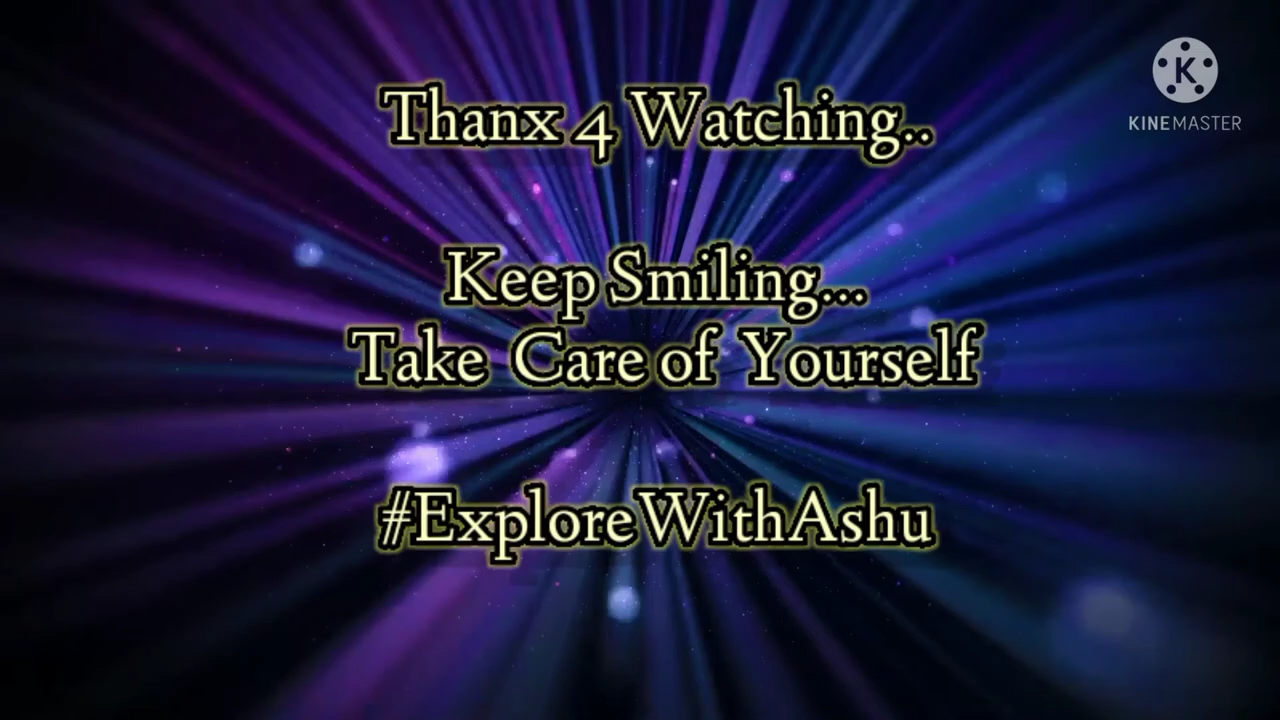 Thanx 4 Watching..
K
KINEMASTER
Keep Smiling...
Take Care of Yourself
#ExploreWithAshu